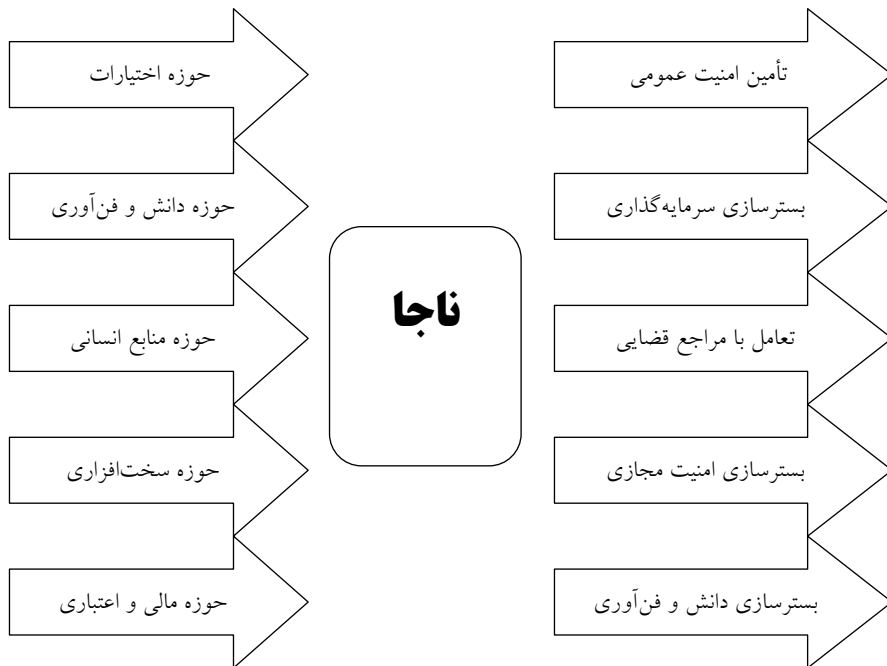 حوزه اختیارات
حوزه دانش و فن‌آوری
حوزه منابع انسانی
حوزه سخت‌افزاری
حوزه مالی و اعتباری
ناجا
تأمین امنیت عمومی
بسترسازی سرمایه‌گذاری
تعامل با مراجع قضایی
بسترسازی امنیت مجازی
بسترسازی دانش و فن‌آوری